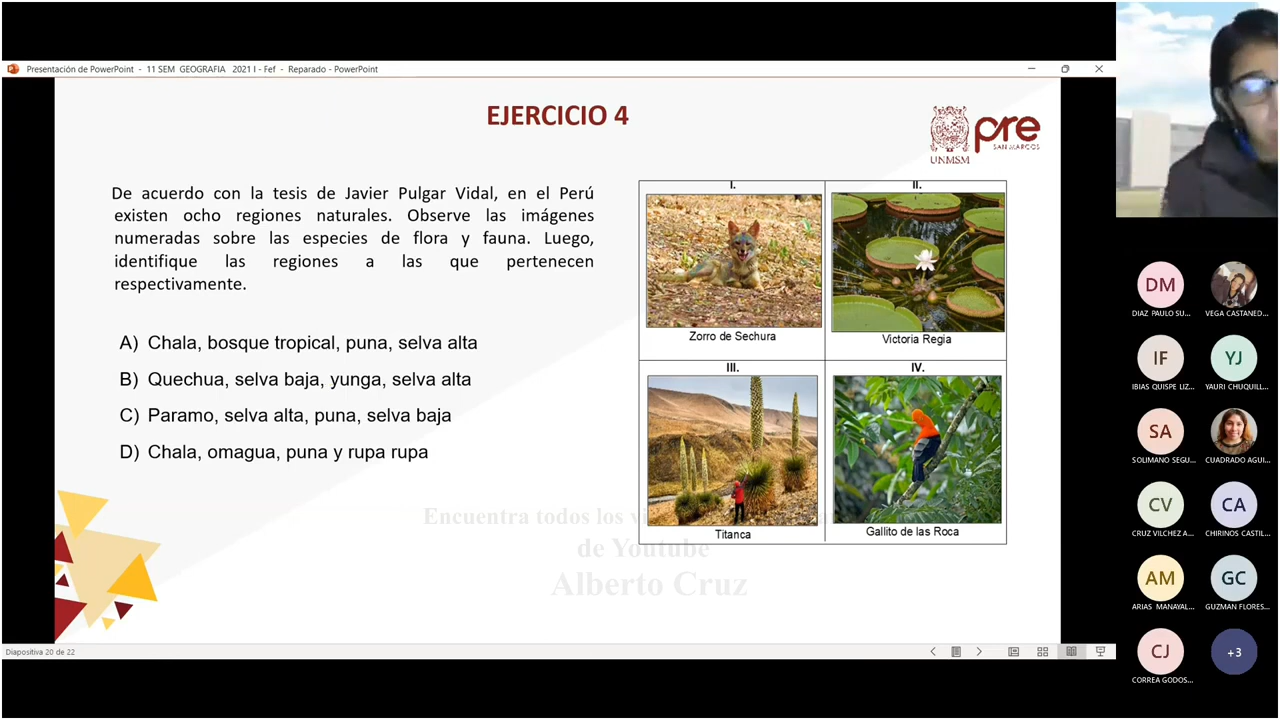 Presentación de PowerPoint - 11 SEM GEOGRAFIA 2021 I - Fef - Reparado - PowerPoint
EJERCICIO 4
UNMSM
pre
SAN MARCOS
De acuerdo con la tesis de Javier Pulgar Vidal, en el Perú
existen ocho regiones naturales. Observe las imágenes
numeradas sobre las especies de flora y fauna. Luego,
identifique las regiones a las que pertenecen
respectivamente.
A) Chala, bosque tropical, puna, selva alta
B) Quechua, selva baja, yunga, selva alta
C) Paramo, selva alta, puna, selva baja
D) Chala, omagua, puna y rupa rupa
I.
II.
Zorro de Sechura
Victoria Regia
III.
IV.
Titanca
Gallito de las Roca
Encuentra todos los
de Youtube
Alberto Cruz
Diapositiva 20 de 22
DM
DIAZ PAULO SU...
VEGA CASTANED...
IF
IBIAS QUISPE LIZ...
YJ
YAURI CHUQUILL...
SA
SOLIMANO SEGU...
CUADRADO AGUI...
CV
CRUZ VILCHEZ A...
CA
CHIRINOS CASTIL...
AM
ARIAS MANAYAL...
GC
GUZMAN FLORES...
CJ
CORREA GODOS...
+3